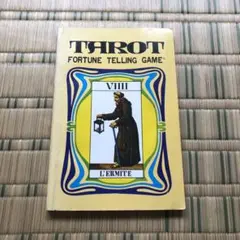 TAROT
FORTUNE TELLING GAME
VIIII
L'ERMITE